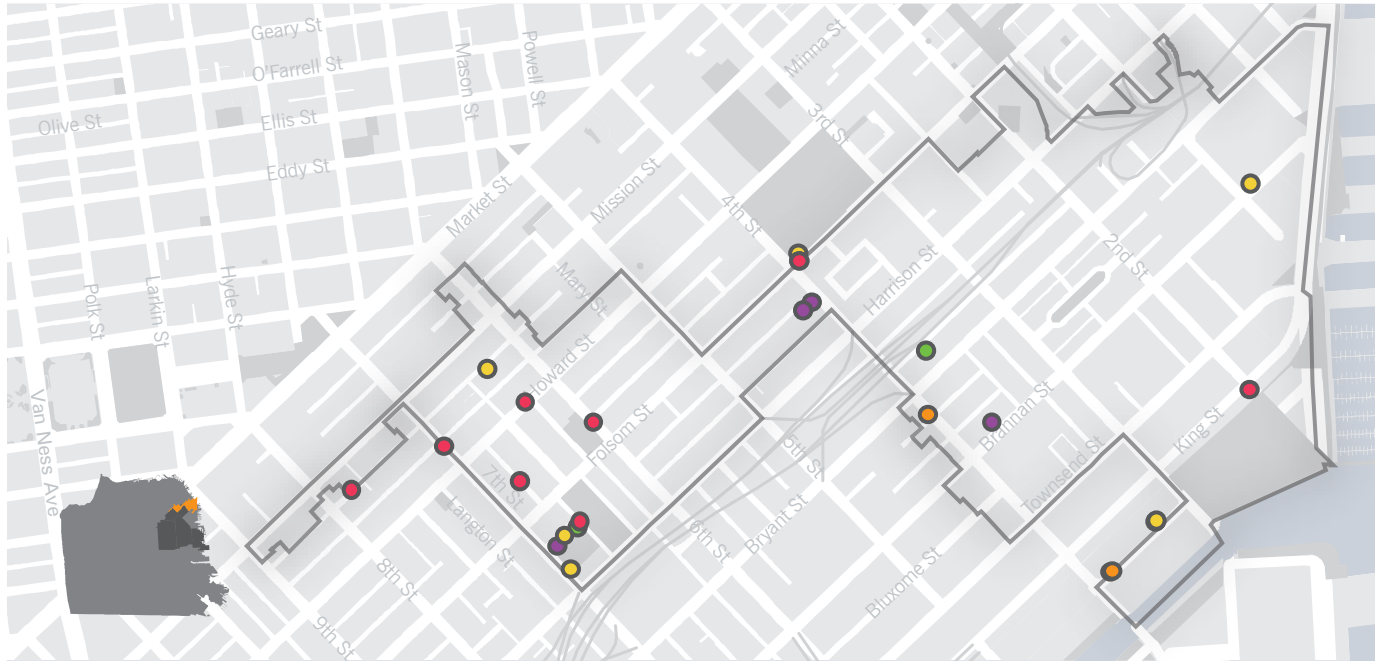 Geary St
O'Farrell St
Ellis St
Eddy St
Olive St
Mason St
Powell St
Polk St
Larkin St
Hyde St
Van Ness Ave
Market St
Mission St
Minna St
3rd St
4th St
Mary St
Howard St
Folsom St
Harrison St
2nd St
7th St
Langton St
8th St
9th St
5th St
6th St
Bryant St
Brannan St
Townsend St
King St
Bluxome St